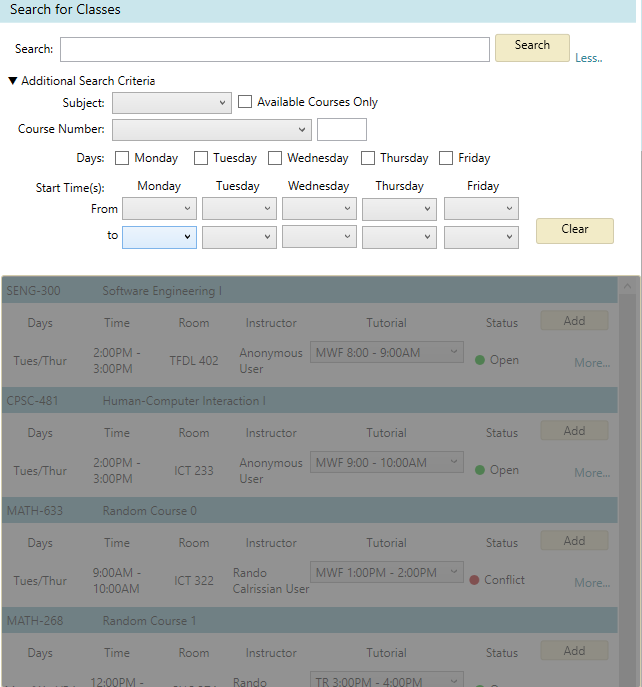 Search for Classes
Search: Search
Less..
▼ Additional Search Criteria
Subject: Available Courses Only
Course Number:
Days: Monday Tuesday Wednesday Thursday Friday
Start Time(s): Monday Tuesday Wednesday Thursday Friday
From
to
Clear
SENG-300 Software Engineering I
Days Time Room Instructor Tutorial Status Add
Tues/Thur 2:00PM - 3:00PM TFDL 402 Anonymous User MWF 8:00 - 9:00AM Open More...
CPSC-481 Human-Computer Interaction I
Days Time Room Instructor Tutorial Status Add
Tues/Thur 2:00PM - 3:00PM ICT 233 Anonymous User MWF 9:00 - 10:00AM Open More...
MATH-633 Random Course 0
Days Time Room Instructor Tutorial Status Add
Tues/Thur 9:00AM - 10:00AM ICT 322 Rando Calrissian User MWF 1:00PM - 2:00PM Conflict More...
MATH-268 Random Course 1
Days Time Room Instructor Tutorial Status Add
12:00PM - Rando TR 3:00PM - 4:00PM